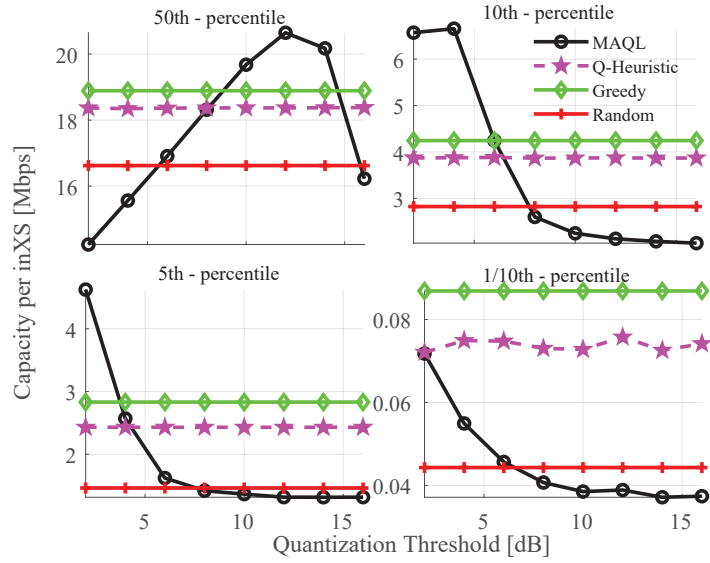 50th - percentile
10th - percentile
20
18
16
6
5
4
3
MAQL
Q-Heuristic
Greedy
Random
Capacity per inXS [Mbps]
5th - percentile
1/10th - percentile
4
3
2
5
10
15
0.08
0.06
0.04
5
10
15
Quantization Threshold [dB]